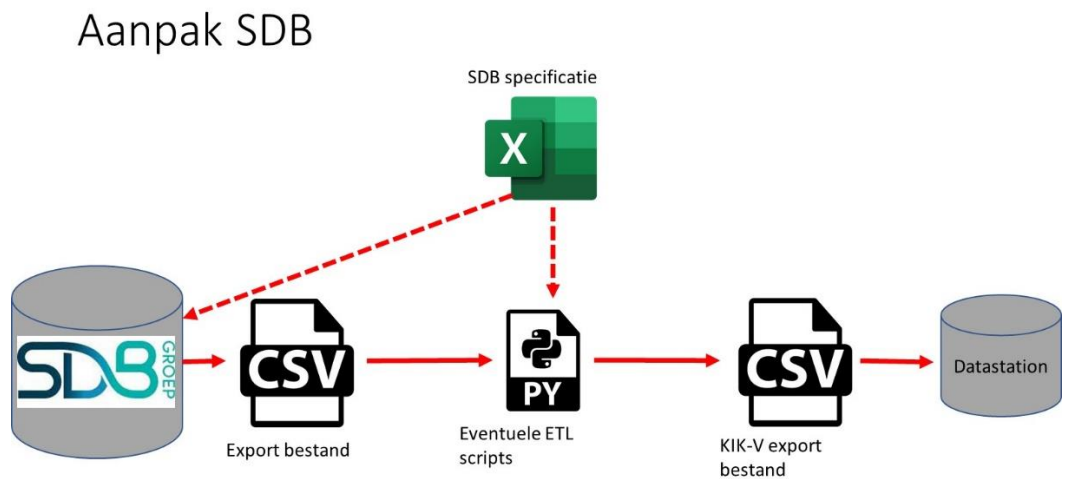 Aanpak SDB
SDB specificatie
X
SDB
GROEP
CSV
PY
CSV
Datastation
Export bestand
Eventuele ETL
scripts
KIK-V export
bestand